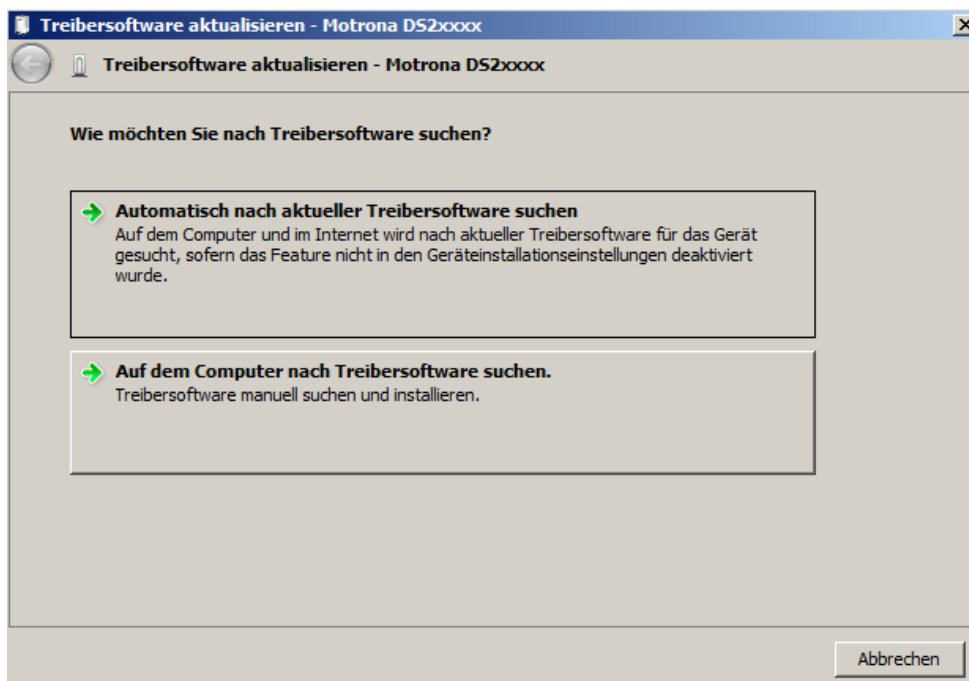 Treibersoftware aktualisieren - Motrona DS2xxxx
Treibersoftware aktualisieren - Motrona DS2xxxx
Wie möchten Sie nach Treibersoftware suchen?
Automatisch nach aktueller Treibersoftware suchen
Auf dem Computer und im Internet wird nach aktueller Treibersoftware für das Gerät
gesucht, sofern das Feature nicht in den Geräteinstallationseinstellungen deaktiviert
wurde.
Auf dem Computer nach Treibersoftware suchen.
Treibersoftware manuell suchen und installieren.
Abbrechen